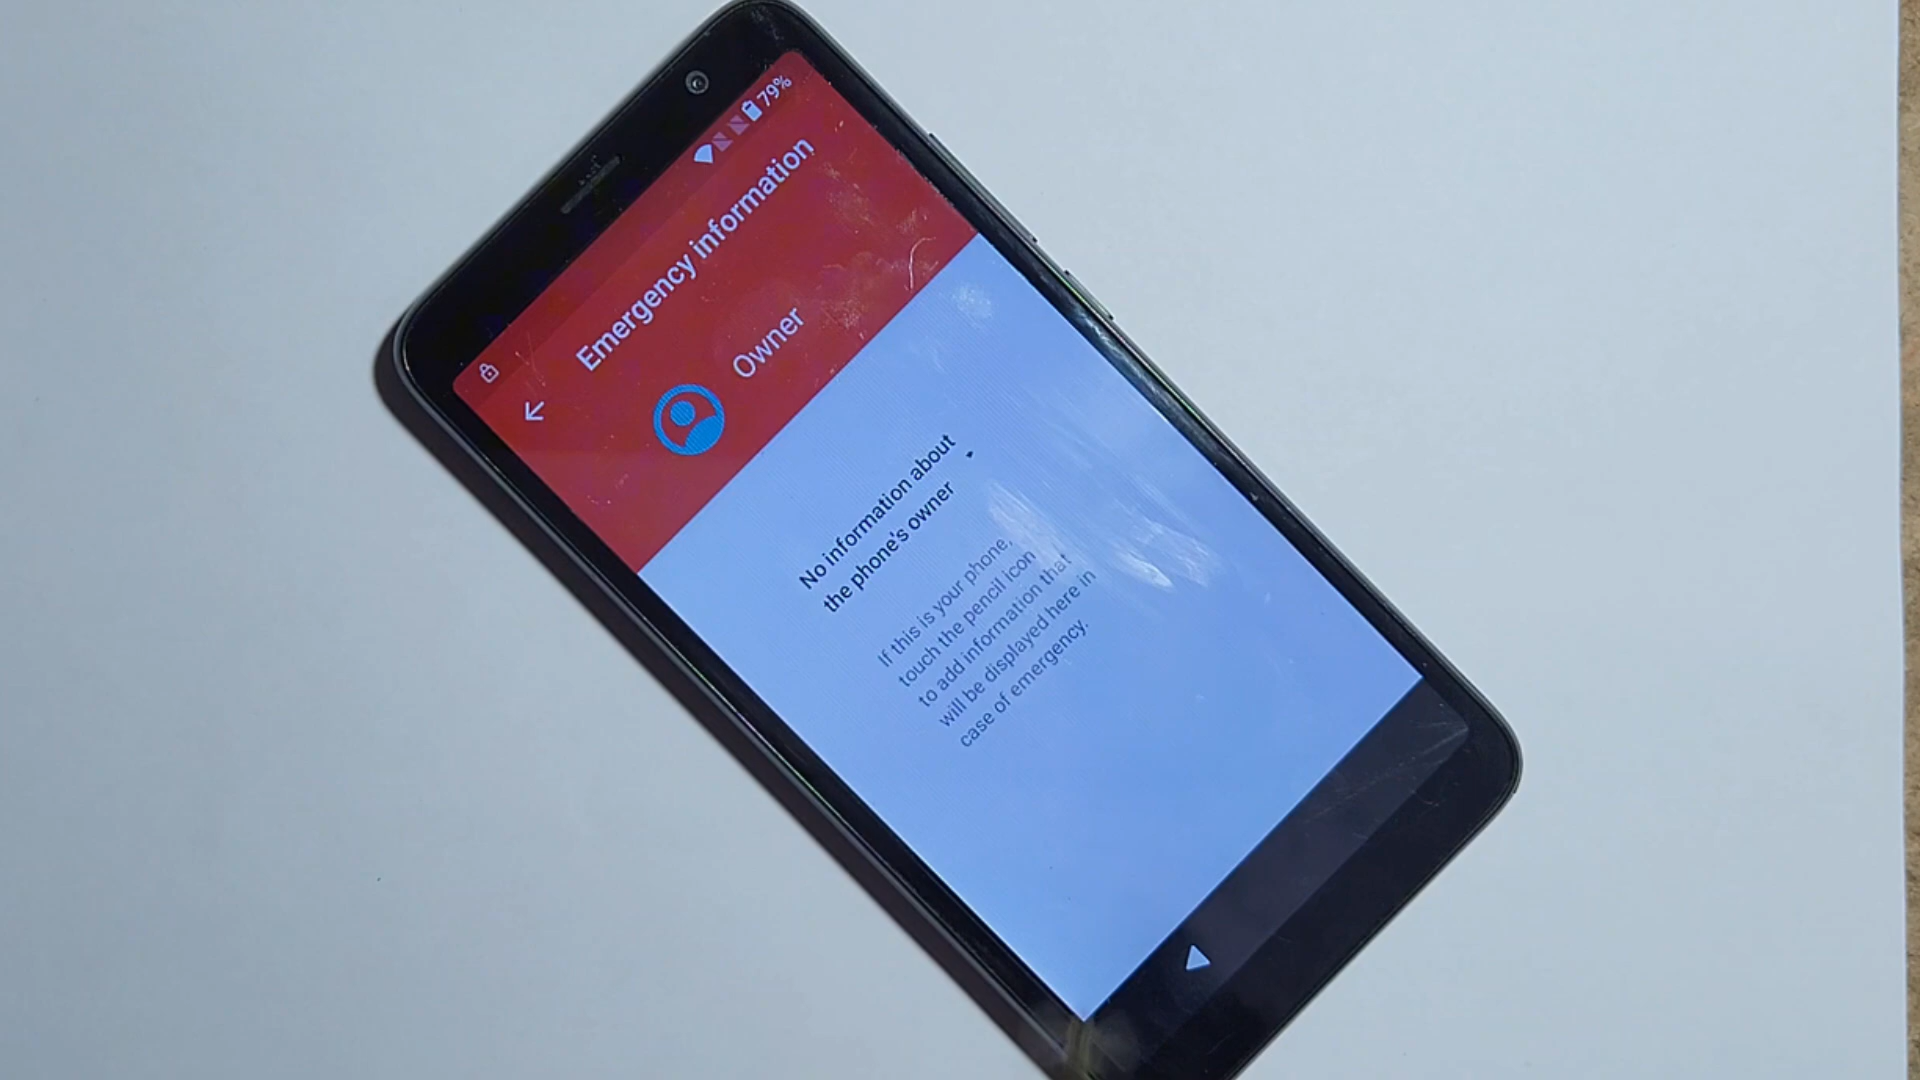 79%
Emergency information
Owner
No information about
the phone's owner
If this is your phone,
touch the pencil icon
to add information that
will be displayed here in
case of emergency.